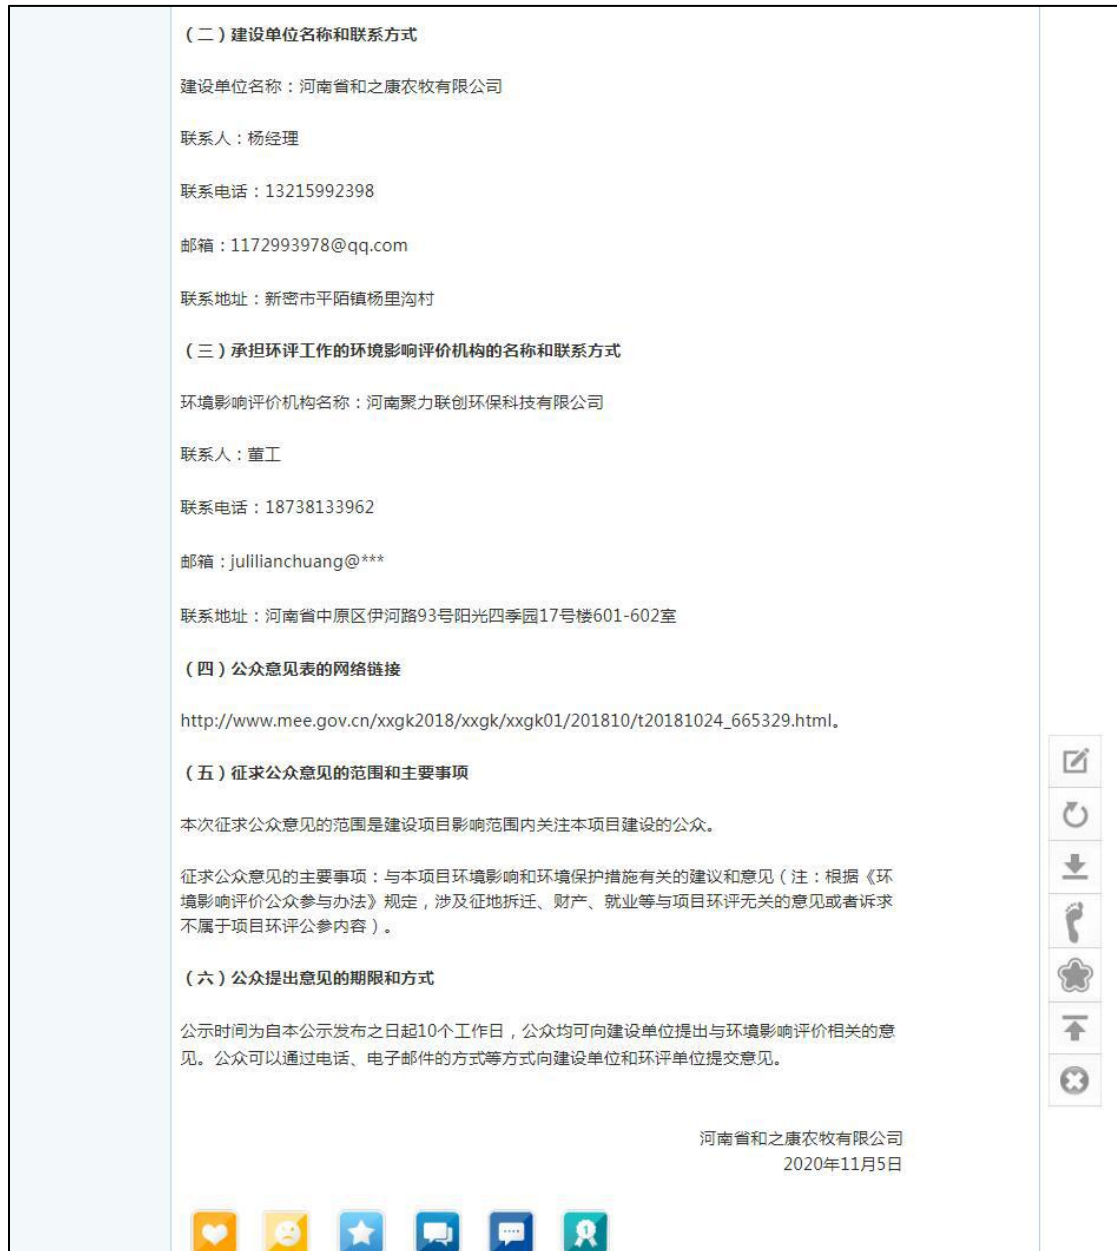 （二）建设单位名称和联系方式
建设单位名称：河南省和之康农牧有限公司
联系人：杨经理
联系电话：13215992398
邮箱：1172993978@qq.com
联系地址：新密市平陌镇杨里沟村
（三）承担环评工作的环境影响评价机构的名称和联系方式
环境影响评价机构名称：河南聚力联创环保科技有限公司
联系人：董工
联系电话：18738133962
邮箱：julilianchuang@***
联系地址：河南省中原区伊河路93号阳光四季园17号楼601-602室
（四）公众意见表的网络链接
http://www.mee.gov.cn/xxgk2018/xxgk/xxgk01/201810/t20181024_665329.html。
（五）征求公众意见的范围和主要事项
本次征求公众意见的范围是建设项目影响范围内关注本项目建设的公众。
征求公众意见的主要事项：与本项目环境影响和环境保护措施有关的建议和意见（注：根据《环
境影响评价公众参与办法》规定，涉及征地拆迁、财产、就业等与项目环评无关的意见或者诉求
不属于项目环评公参内容）。
（六）公众提出意见的期限和方式
公示时间为自本公示发布之日起10个工作日，公众均可向建设单位提出与环境影响评价相关的意
见。公众可以通过电话、电子邮件的方式等方式向建设单位和环评单位提交意见。
河南省和之康农牧有限公司
2020年11月5日